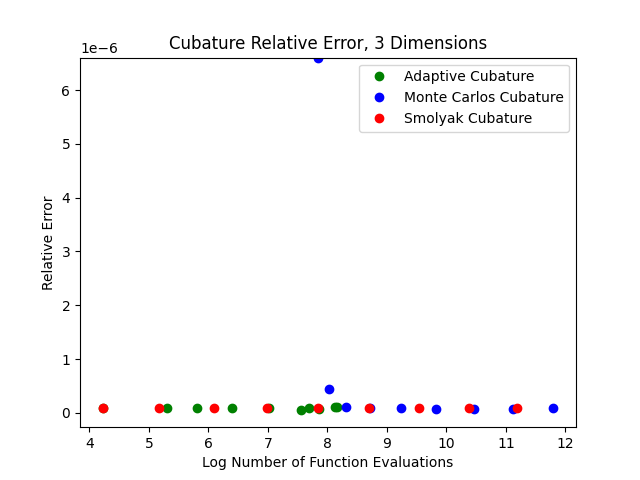 Cubature Relative Error, 3 Dimensions
1e−6
Adaptive Cubature
Monte Carlos Cubature
Smolyak Cubature
6
5
4
3
2
1
0
Relative Error
4 5 6 7 8 9 10 11 12
Log Number of Function Evaluations